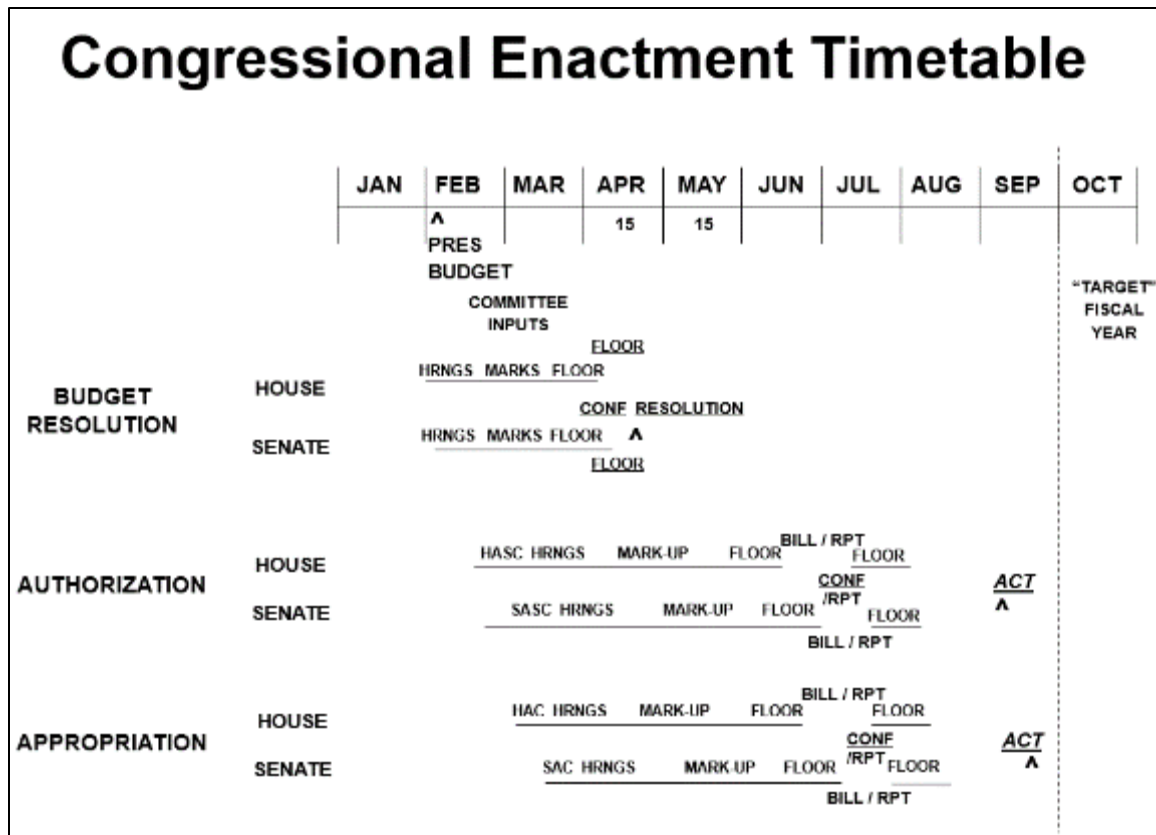 Congressional Enactment Timetable
JAN FEB MAR APR MAY JUN JUL AUG SEP OCT
^ 15 15
PRES
BUDGET
"TARGET"
FISCAL
YEAR
COMMITTEE
INPUTS
FLOOR
HRNGS MARKS FLOOR
HOUSE
BUDGET
RESOLUTION
CONF RESOLUTION
^
HRNGS MARKS FLOOR
SENATE
FLOOR
BILL / RPT
HASC HRNGS MARK-UP FLOOR FLOOR
HOUSE
AUTHORIZATION
CONF
/RPT
ACT
^
SASC HRNGS MARK-UP FLOOR FLOOR
SENATE
BILL / RPT
BILL / RPT
HAC HRNGS MARK-UP FLOOR FLOOR
HOUSE
APPROPRIATION
CONF
/RPT
ACT
^
SAC HRNGS MARK-UP FLOOR FLOOR
SENATE
BILL / RPT